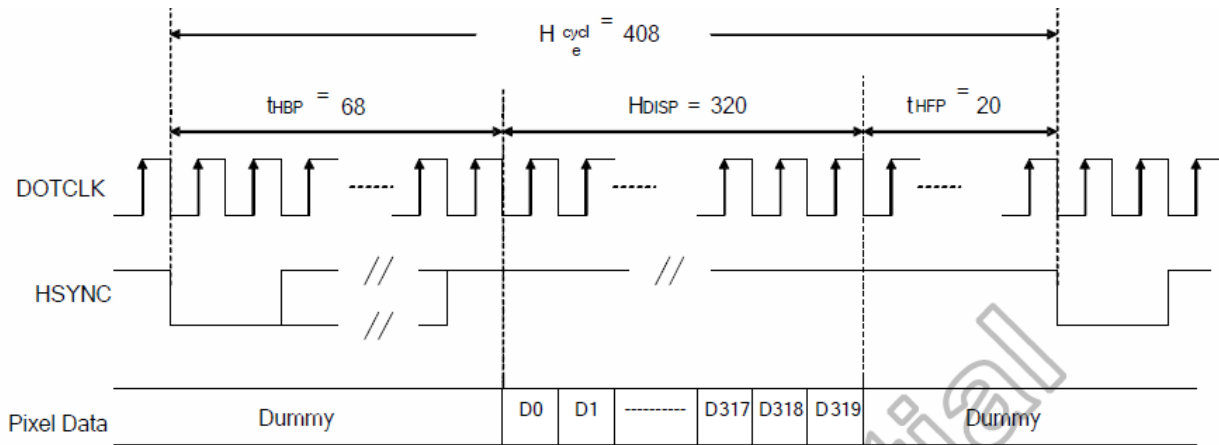 H cycl e = 408
tHBP = 68 HDISP = 320 tHFP = 20
DOTCLK
HSYNC
Pixel Data Dummy D0 D1 ---------- D317 D318 D319 Dummy
tial